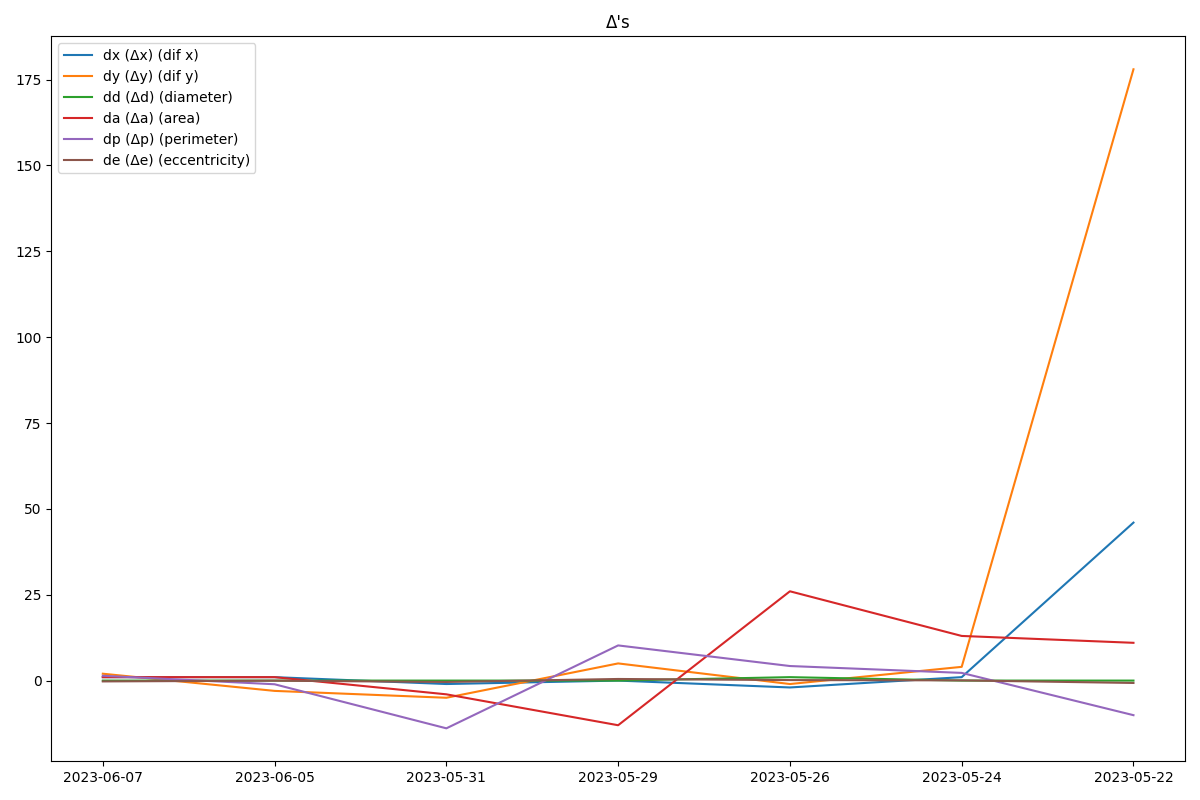 Δ's
dx (Δx) (dif x)
dy (Δy) (dif y)
dd (Δd) (diameter)
da (Δa) (area)
dp (Δp) (perimeter)
de (Δe) (eccentricity)
175
150
125
100
75
50
25
0
2023-06-07 2023-06-05 2023-05-31 2023-05-29 2023-05-26 2023-05-24 2023-05-22